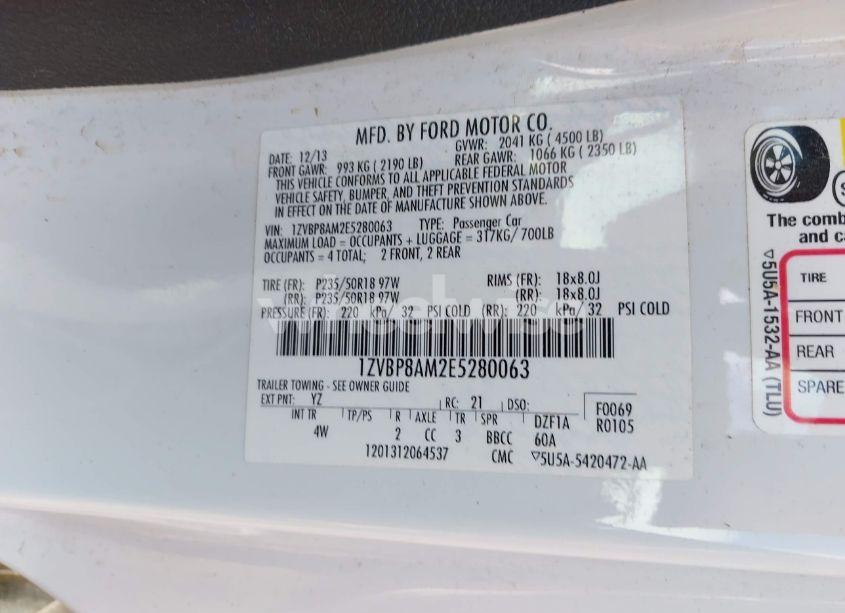 MFD. BY FORD MOTOR CO.
DATE: 12/13 GVWR: 2041 KG ( 4500 LB)
FRONT GAWR: 993 KG ( 2190 LB) REAR GAWR: 1066 KG ( 2350 LB)
THIS VEHICLE CONFORMS TO ALL APPLICABLE FEDERAL MOTOR
VEHICLE SAFETY, BUMPER, AND THEFT PREVENTION STANDARDS
IN EFFECT ON THE DATE OF MANUFACTURE SHOWN ABOVE.
VIN: 1ZVBP8AM2E5280063 TYPE: Passenger Car
MAXIMUM LOAD = OCCUPANTS + LUGGAGE = 317KG/ 700LB
OCCUPANTS = 4 TOTAL; 2 FRONT, 2 REAR
TIRE (FR): P235/50R18 97W RIMS (FR): 18x8.0J
(RR): P235/50R18 97W (RR): 18x8.0J
PRESSURE (FR): 220 kPa/ 32 PSI COLD (RR): 220 kPa/ 32 PSI COLD
1ZVBP8AM2E5280063
TRAILER TOWING - SEE OWNER GUIDE
EXT PNT: YZ RC: 21 DSO: F0069
INT TR TP/PS R AXLE TR SPR DZF1A R0105
4W 2 CC 3 BBCC 60A
1201312064537 CMC ▽5U5A-5420472-AA
The comb
and ca
TIRE
FRONT
REAR
SPARE
▽5U5A-1532-AA (TLU)